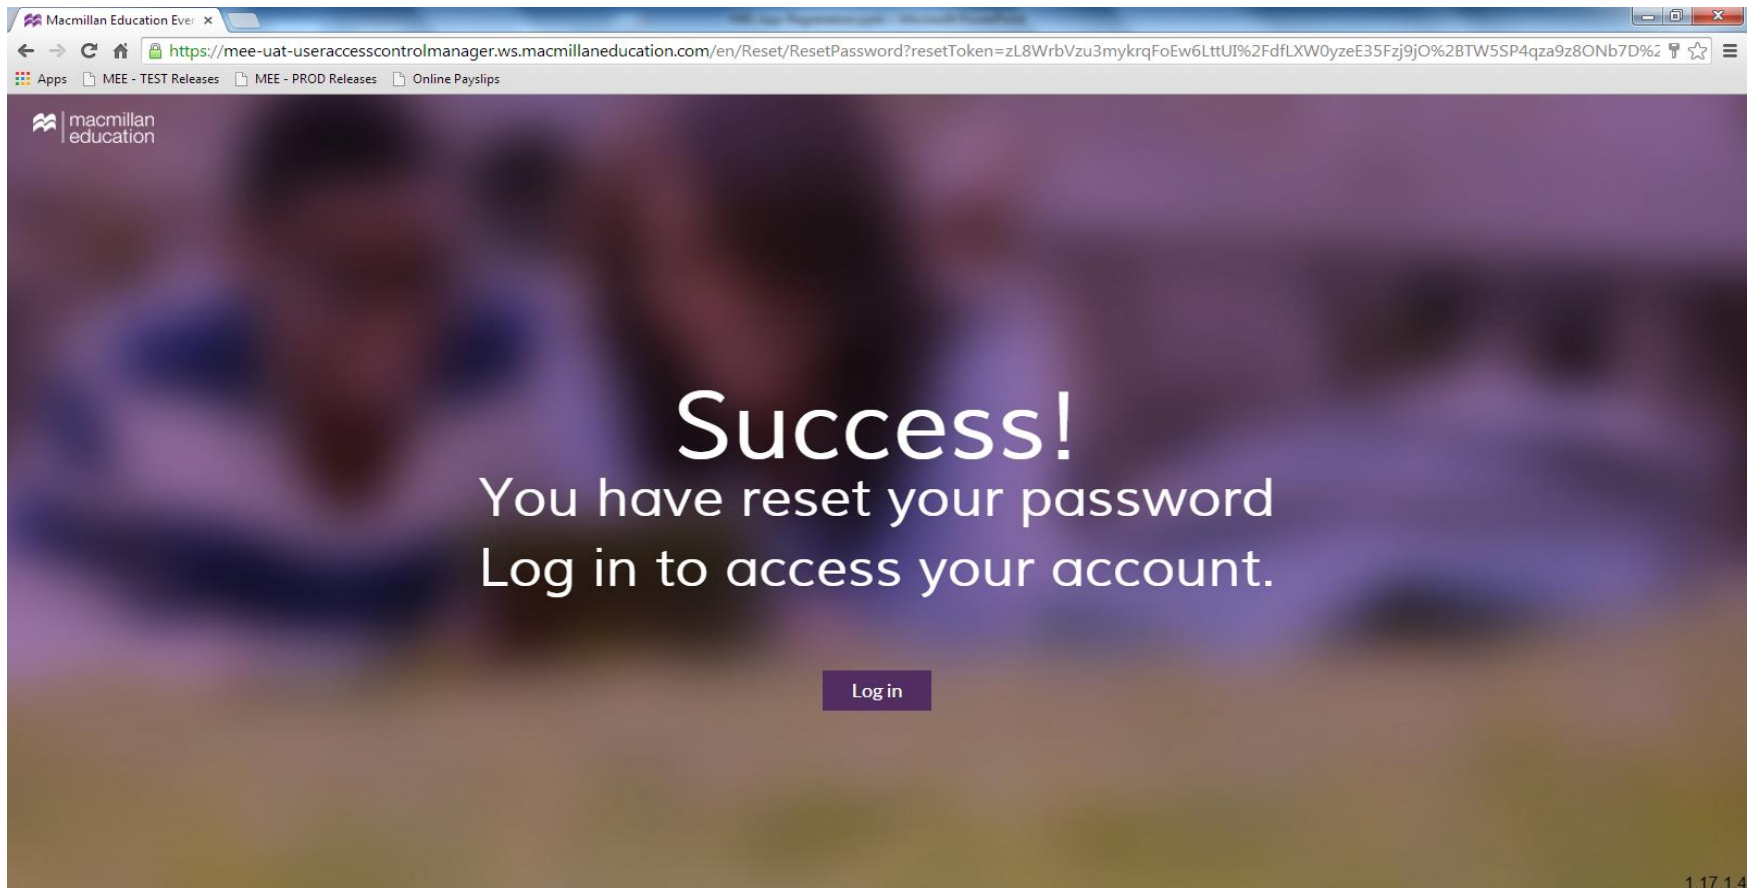 Macmillan Education Ever
https://mee-uat-useraccesscontrolmanager.ws.macmillaneducation.com/en/Reset/ResetPassword?resetToken=zL8WrbVzu3mykrqFoEw6LttUI%2FdfLXW0yzeE35Fzj9jO%2BTW5SP4qza9z8ONb7D%2
Apps MEE - TEST Releases MEE - PROD Releases Online Payslips
macmillan
education
Success!
You have reset your password
Log in to access your account.
Log in
1.17.1.4